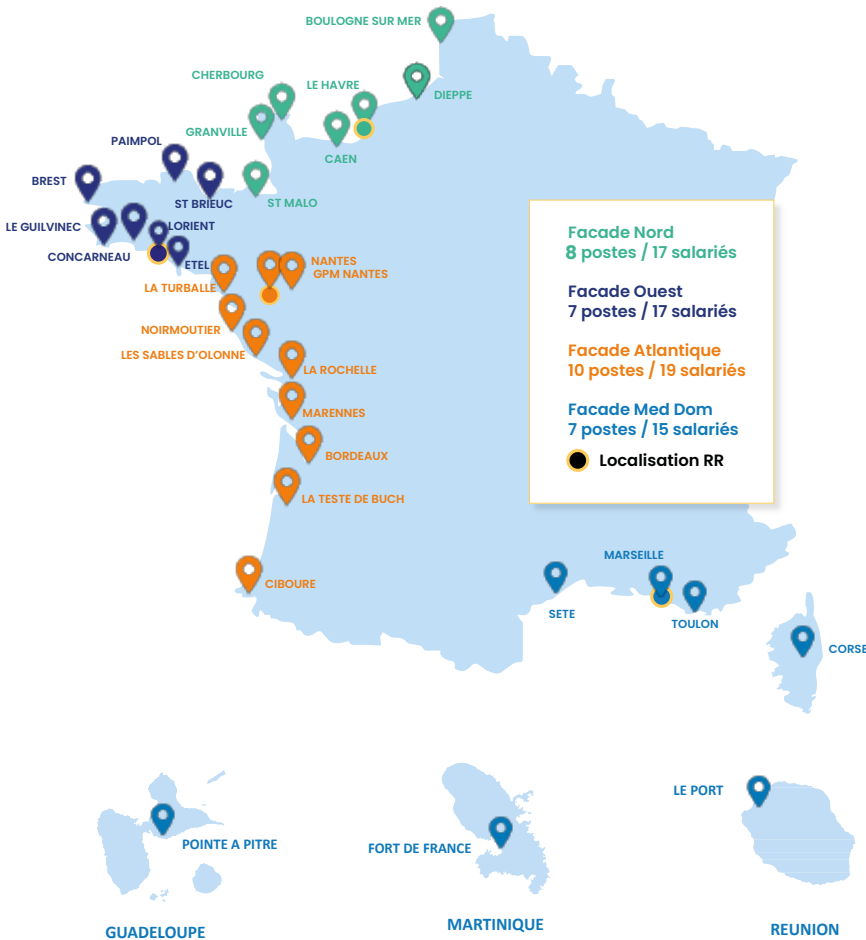 BOULOGNE SUR MER
CHERBOURG
LE HAVRE
DIEPPE
GRANVILLE
CAEN
PAIMPOL
BREST
ST BRIEUC
ST MALO
LE GUILVINEC
LORIENT
CONCARNEAU
ETEL
NANTES
GPM NANTES
LA TURBALLE
NOIRMOUTIER
LES SABLES D'OLONNE
LA ROCHELLE
MARENNES
BORDEAUX
LA TESTE DE BUCH
CIBOURE
Facade Nord
8 postes / 17 salariés
Facade Ouest
7 postes / 17 salariés
Facade Atlantique
10 postes / 19 salariés
Facade Med Dom
7 postes / 15 salariés
Localisation RR
MARSEILLE
SETE
TOULON
CORSE
LE PORT
POINTE A PITRE
FORT DE FRANCE
GUADELOUPE
MARTINIQUE
REUNION